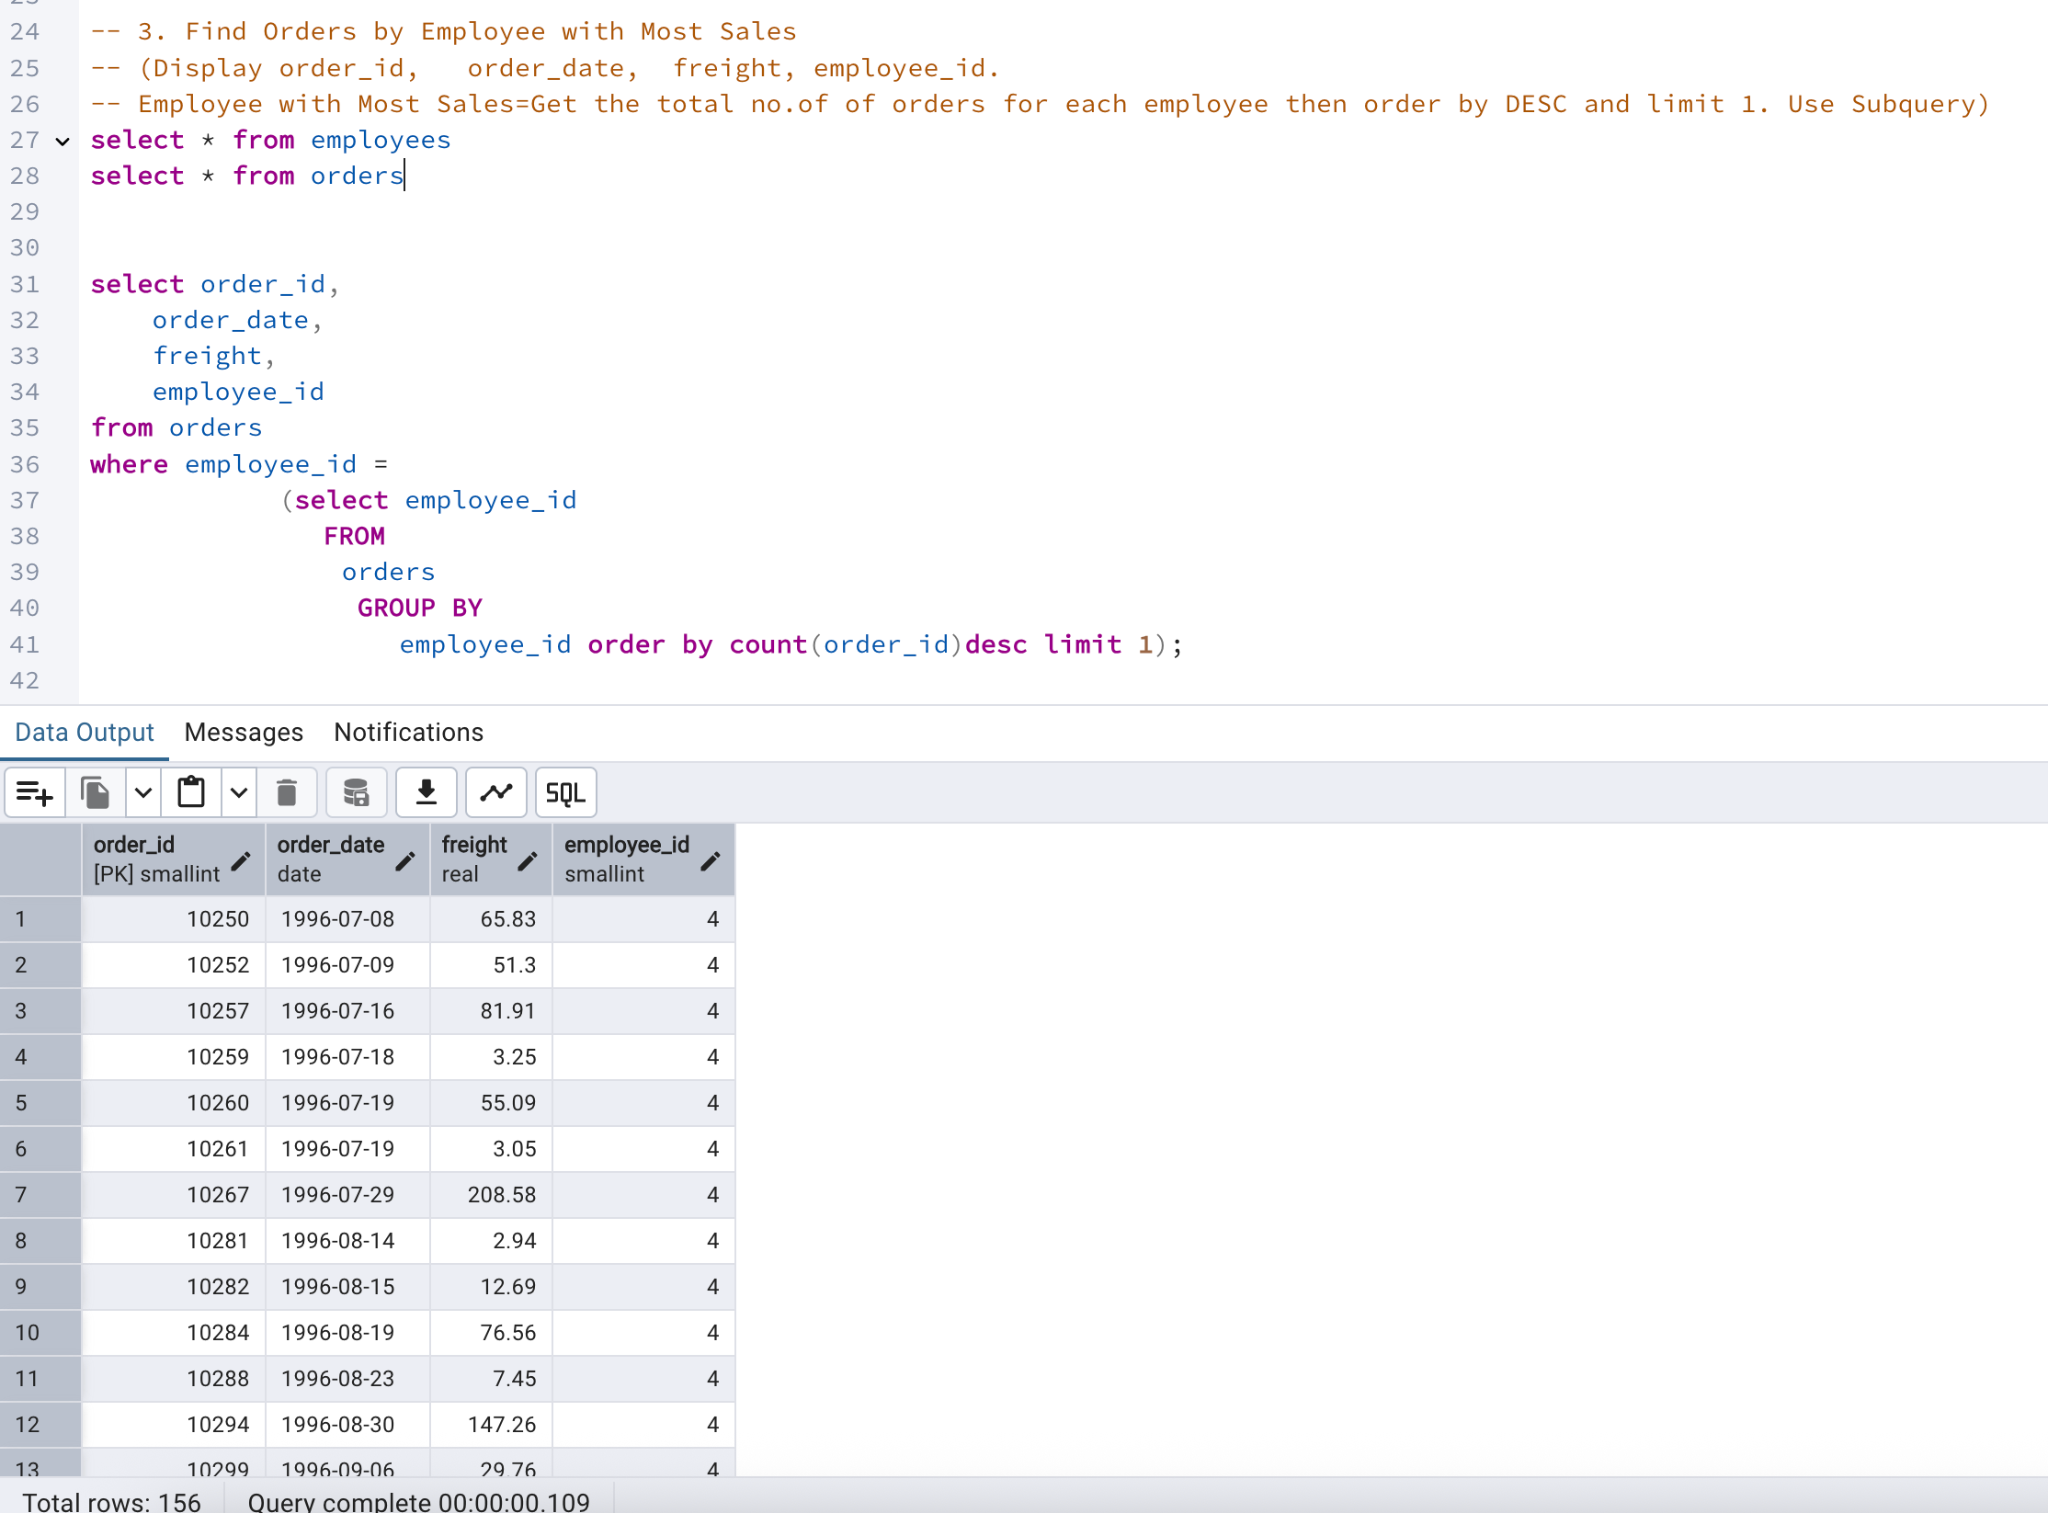 24 -- 3. Find Orders by Employee with Most Sales
25 -- (Display order_id,   order_date,  freight, employee_id.
26 -- Employee with Most Sales=Get the total no.of of orders for each employee then order by DESC and limit 1. Use Subquery)
27 select * from employees
28 select * from orders
29
30
31 select order_id,
32     order_date,
33     freight,
34     employee_id
35 from orders
36 where employee_id =
37 (select employee_id
38 FROM
39 orders
40 GROUP BY
41 employee_id order by count(order_id)desc limit 1);
42
Data Output Messages Notifications
SQL
order_id order_date freight employee_id
[PK] smallint date real smallint
1 10250 1996-07-08 65.83 4
2 10252 1996-07-09 51.3 4
3 10257 1996-07-16 81.91 4
4 10259 1996-07-18 3.25 4
5 10260 1996-07-19 55.09 4
6 10261 1996-07-19 3.05 4
7 10267 1996-07-29 208.58 4
8 10281 1996-08-14 2.94 4
9 10282 1996-08-15 12.69 4
10 10284 1996-08-19 76.56 4
11 10288 1996-08-23 7.45 4
12 10294 1996-08-30 147.26 4
13 10299 1996-09-06 29.76 4
Total rows: 156 Query complete 00:00:00.109